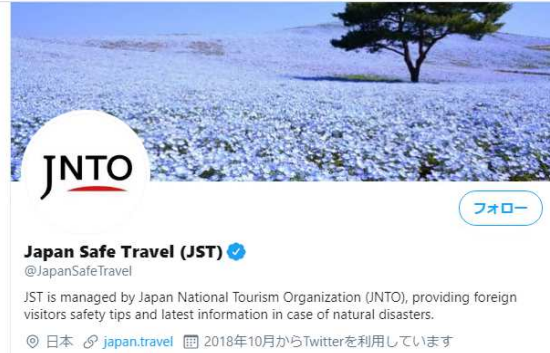 JNTO
フォロー
Japan Safe Travel (JST)
@JapanSafeTravel
JST is managed by Japan National Tourism Organization (JNTO), providing foreign
visitors safety tips and latest information in case of natural disasters.
日本 japan.travel 2018年10月からTwitterを利用しています